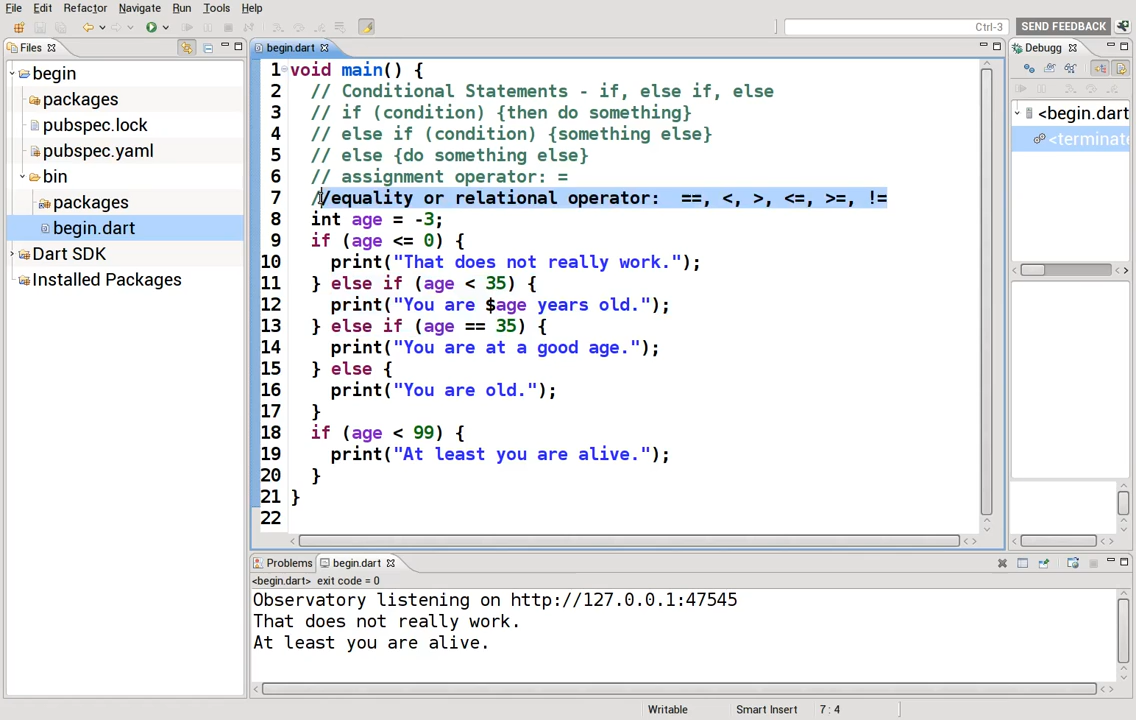 File Edit Refactor Navigate Run Tools Help
Ctrl-3 SEND FEEDBACK
Files
begin
packages
pubspec.lock
pubspec.yaml
bin
packages
begin.dart
Dart SDK
Installed Packages
begin.dart
1 void main() {
2 // Conditional Statements - if, else if, else
3 // if (condition) {then do something}
4 // else if (condition) {something else}
5 // else {do something else}
6 // assignment operator: =
7 //equality or relational operator: ==, <, >, <=, >=, !=
8 int age = -3;
9 if (age <= 0) {
10 print("That does not really work.");
11 } else if (age < 35) {
12 print("You are $age years old.");
13 } else if (age == 35) {
14 print("You are at a good age.");
15 } else {
16 print("You are old.");
17 }
18 if (age < 99) {
19 print("At least you are alive.");
20 }
21 }
22
Debugg
<begin.dart
<terminate
Problems begin.dart
<begin.dart> exit code = 0
Observatory listening on http://127.0.0.1:47545
That does not really work.
At least you are alive.
Writable Smart Insert 7 : 4